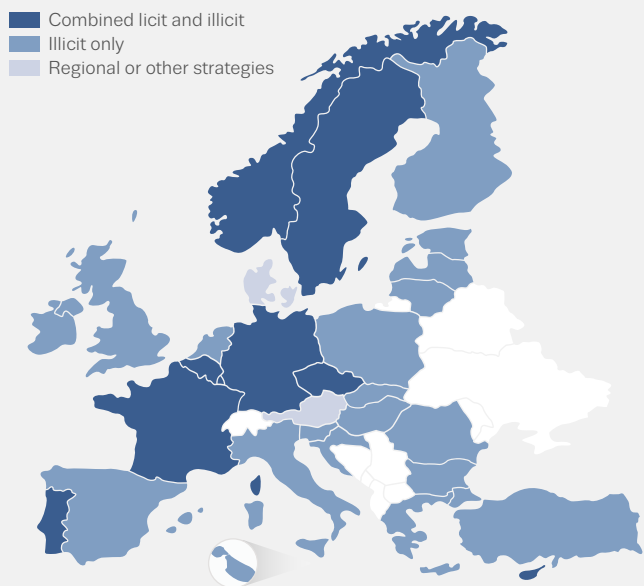 Combined licit and illicit
Illicit only
Regional or other strategies